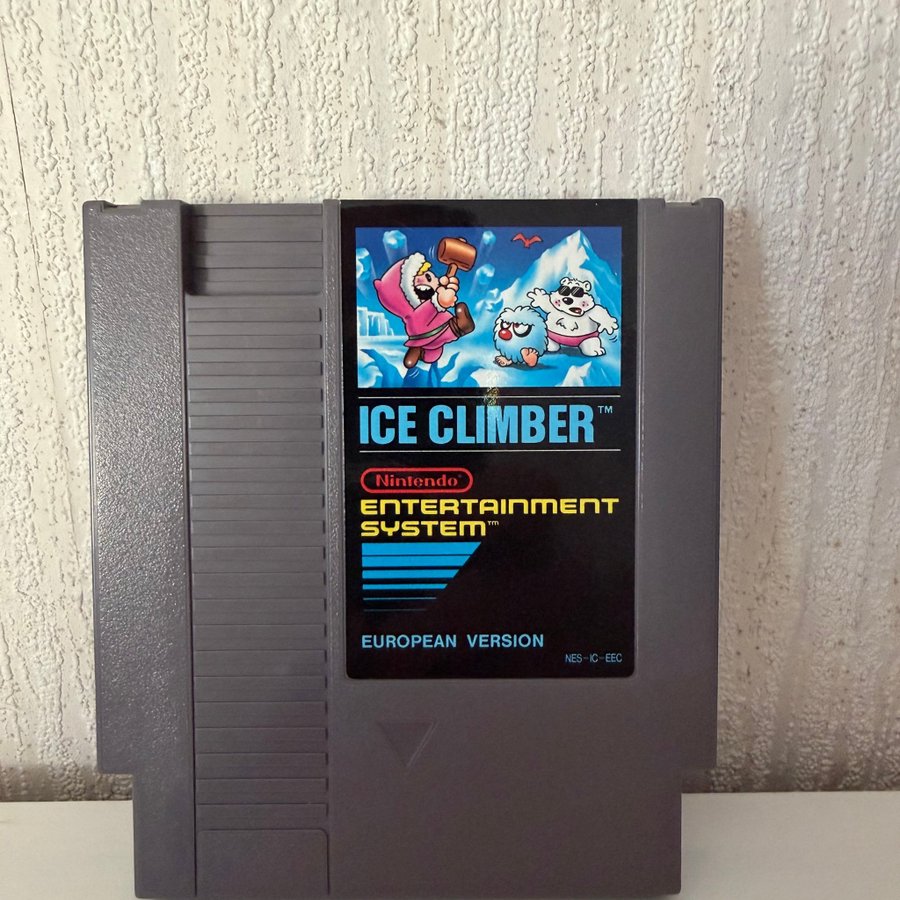 ICE CLIMBER™
Nintendo®
ENTERTAINMENT
SYSTEM™
EUROPEAN VERSION
NES-IC-EEC